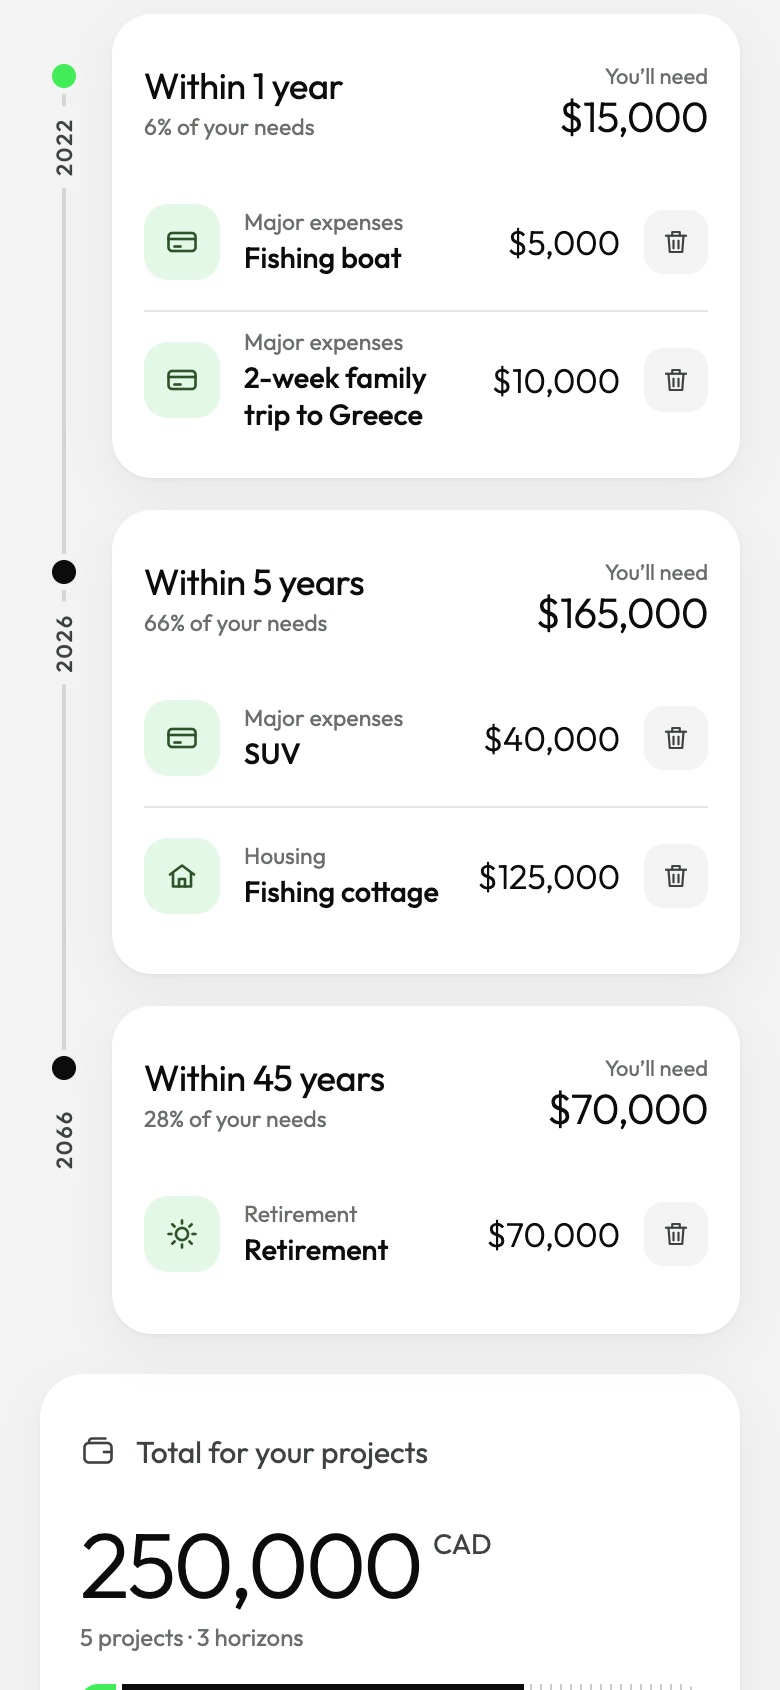 2022
Within 1 year
6% of your needs
You’ll need
$15,000
Major expenses
Fishing boat
$5,000
Major expenses
2-week family
trip to Greece
$10,000
2026
Within 5 years
66% of your needs
You’ll need
$165,000
Major expenses
SUV
$40,000
Housing
Fishing cottage
$125,000
2066
Within 45 years
28% of your needs
You’ll need
$70,000
Retirement
Retirement
$70,000
Total for your projects
250,000 CAD
5 projects · 3 horizons